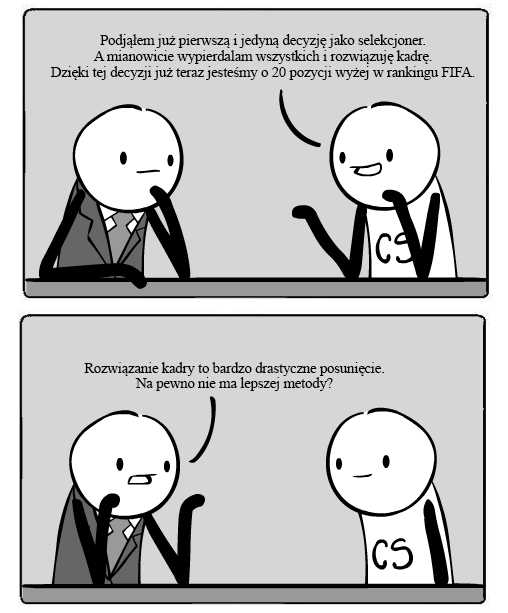 Podjąłem już pierwszą i jedyną decyzję jako selekcjoner.
A mianowicie wypierdalam wszystkich i rozwiązuję kadrę.
Dzięki tej decyzji już teraz jesteśmy o 20 pozycji wyżej w rankingu FIFA.
CS
Rozwiązanie kadry to bardzo drastyczne posunięcie.
Na pewno nie ma lepszej metody?
CS